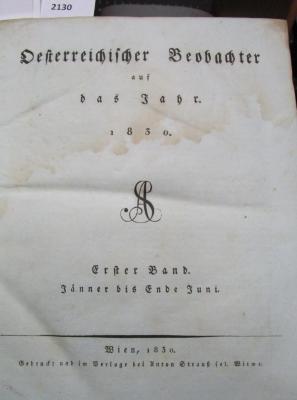 2130
Oesterreichischer Beobachter
auf
das Jahr.
1830.
AS
Erster Band.
Jänner bis Ende Juni.
Wien, 1830.
Gedruckt und im Verlage bei Anton Strauß sel. Witwe.